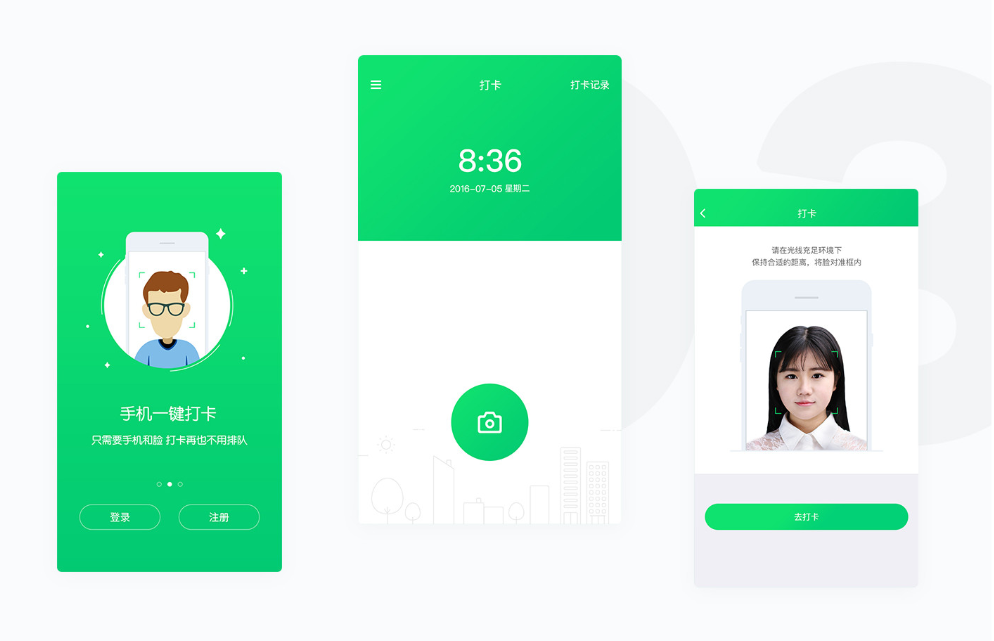 手机一键打卡
只需要手机和脸 打卡再也不用排队
登录
注册
打卡
打卡记录
8:36
2016-07-05 星期二
打卡
请在光线充足环境下
保持合适的距离，将脸对准框内
去打卡
03